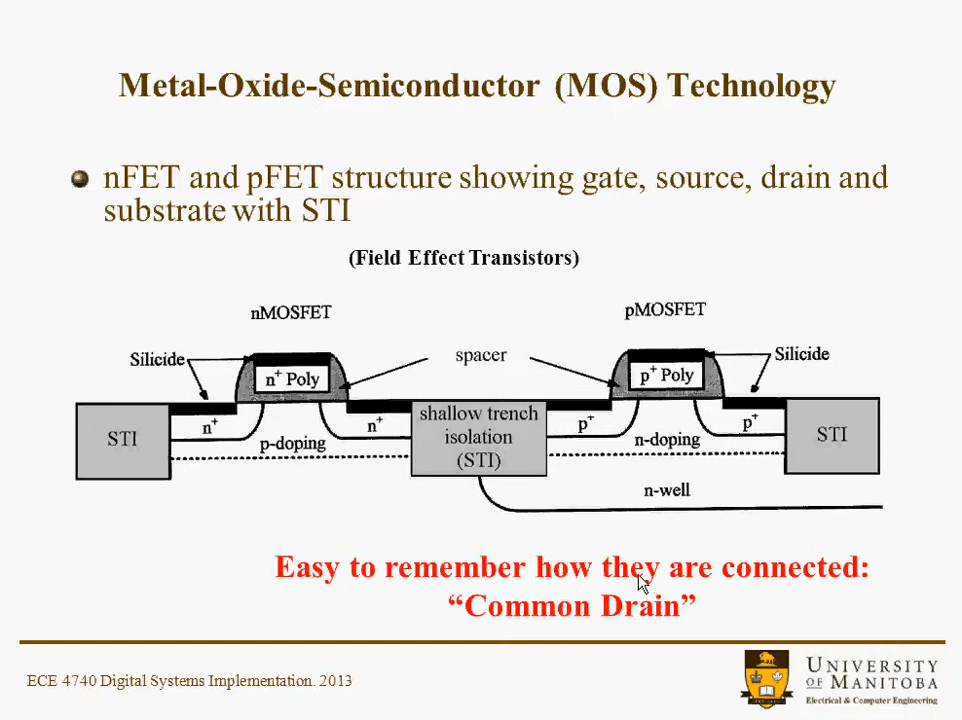 Metal-Oxide-Semiconductor (MOS) Technology
nFET and pFET structure showing gate, source, drain and
substrate with STI
(Field Effect Transistors)
nMOSFET
pMOSFET
Silicide
spacer
Silicide
n+ Poly
p+ Poly
STI
n+
p-doping
n+
shallow trench
isolation
(STI)
p+
n-doping
p+
STI
n-well
Easy to remember how they are connected:
“Common Drain”
ECE 4740 Digital Systems Implementation. 2013
UNIVERSITY
OF MANITOBA
Electrical & Computer Engineering